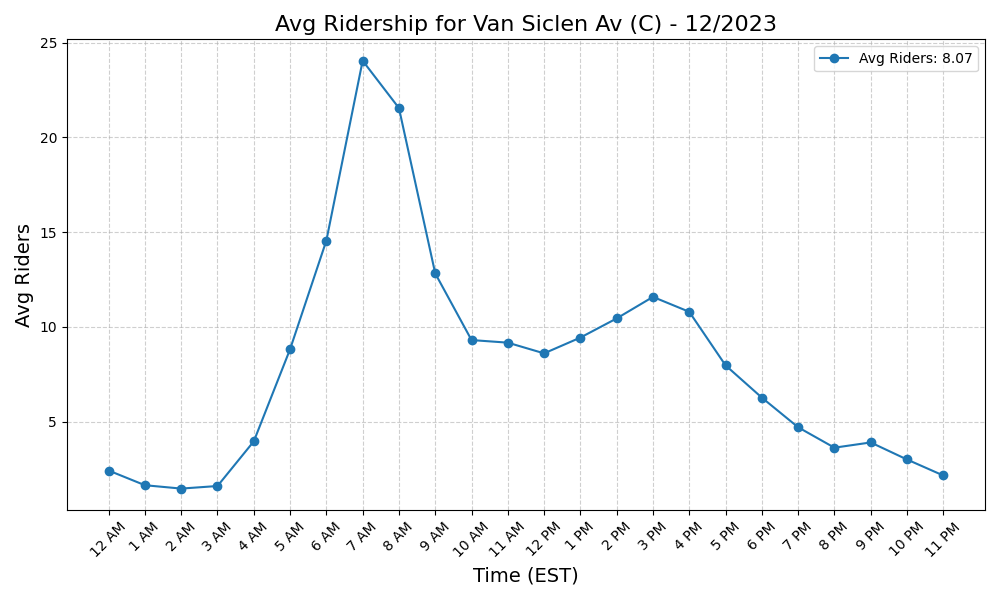 Avg Ridership for Van Siclen Av (C) - 12/2023
Avg Riders: 8.07
25
20
15
10
5
Avg Riders
12 AM
1 AM
2 AM
3 AM
4 AM
5 AM
6 AM
7 AM
8 AM
9 AM
10 AM
11 AM
12 PM
1 PM
2 PM
3 PM
4 PM
5 PM
6 PM
7 PM
8 PM
9 PM
10 PM
11 PM
Time (EST)